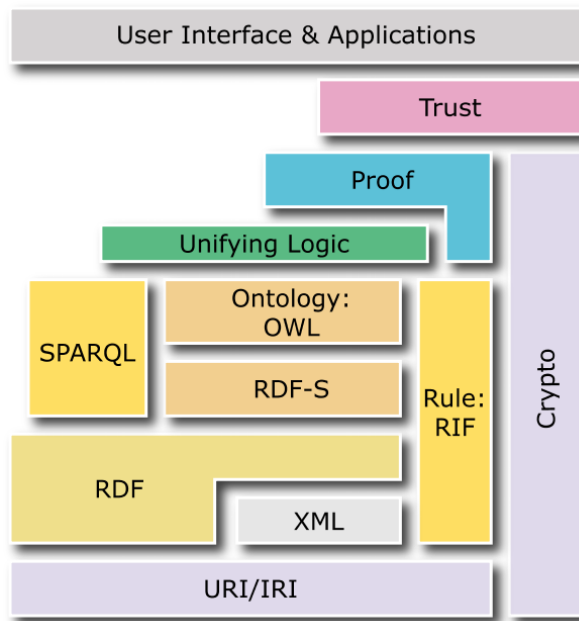 User Interface & Applications
Trust
Proof
Unifying Logic
Ontology:
OWL
SPARQL
RDF-S
Rule:
RIF
Crypto
RDF
XML
URI/IRI